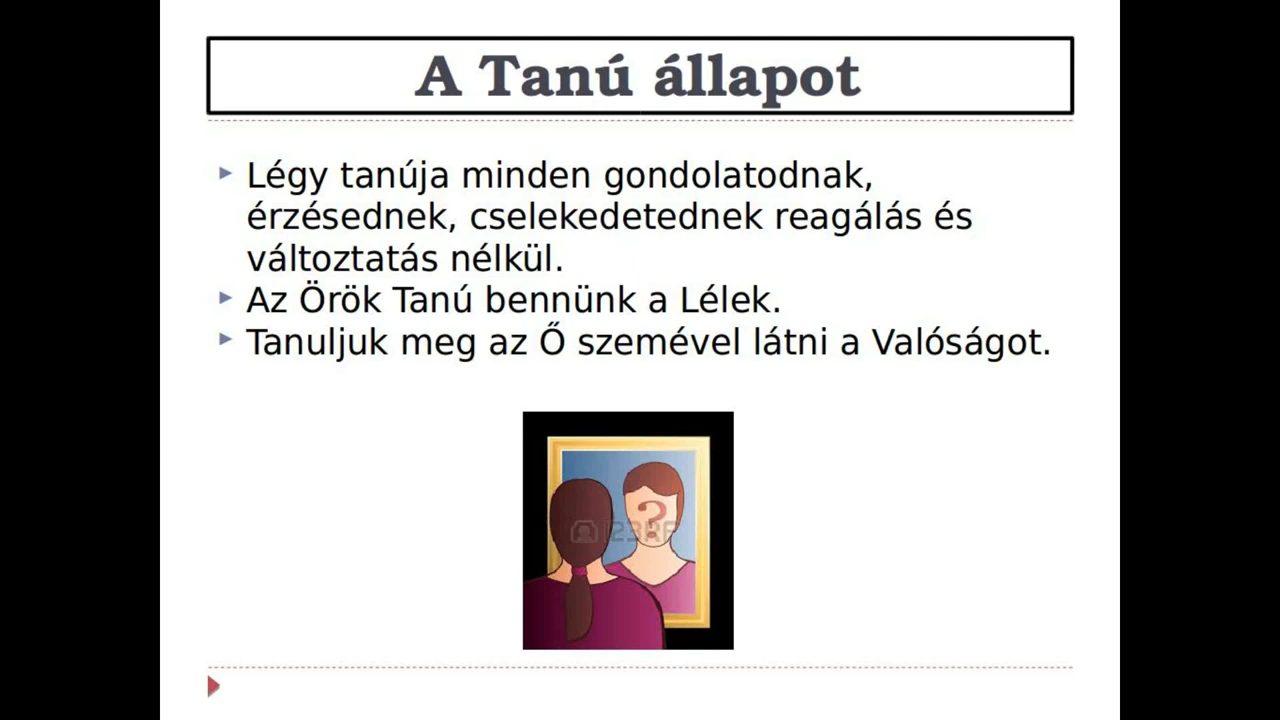 A Tanú állapot
Légy tanúja minden gondolatodnak,
érzésednek, cselekedetednek reagálás és
változtatás nélkül.
Az Örök Tanú bennünk a Lélek.
Tanuljuk meg az Ő szemével látni a Valóságot.
?
123RF